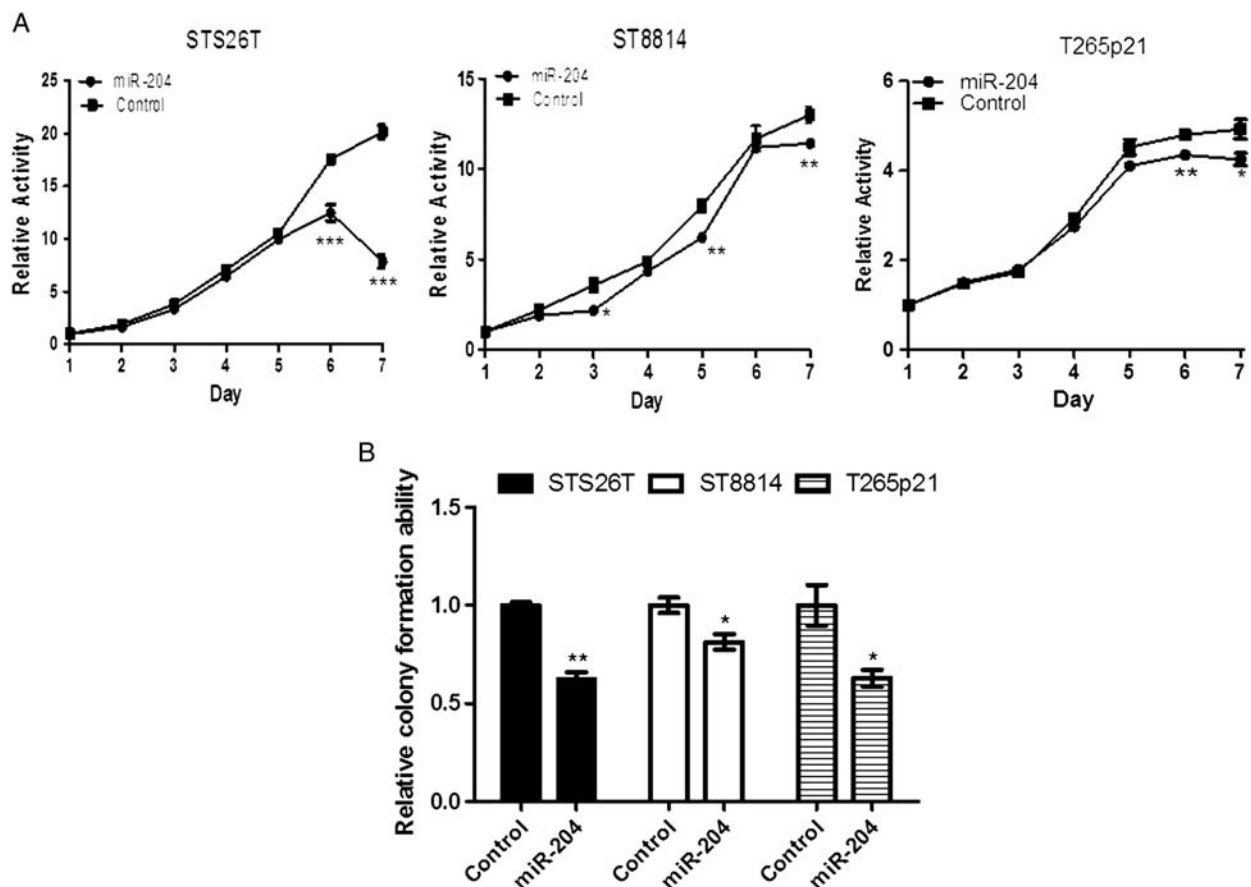 A
STS26T
miR-204
Control
25
20
15
10
5
0
Relative Activity
1 2 3 4 5 6 7
Day
***
***
ST8814
miR-204
Control
15
10
5
0
Relative Activity
1 2 3 4 5 6 7
Day
*
**
**
T265p21
miR-204
Control
6
4
2
0
Relative Activity
1 2 3 4 5 6 7
Day
**
*
B
STS26T ST8814 T265p21
Relative colony formation ability
1.5
1.0
0.5
0.0
**
*
*
Control miR-204 Control miR-204 Control miR-204